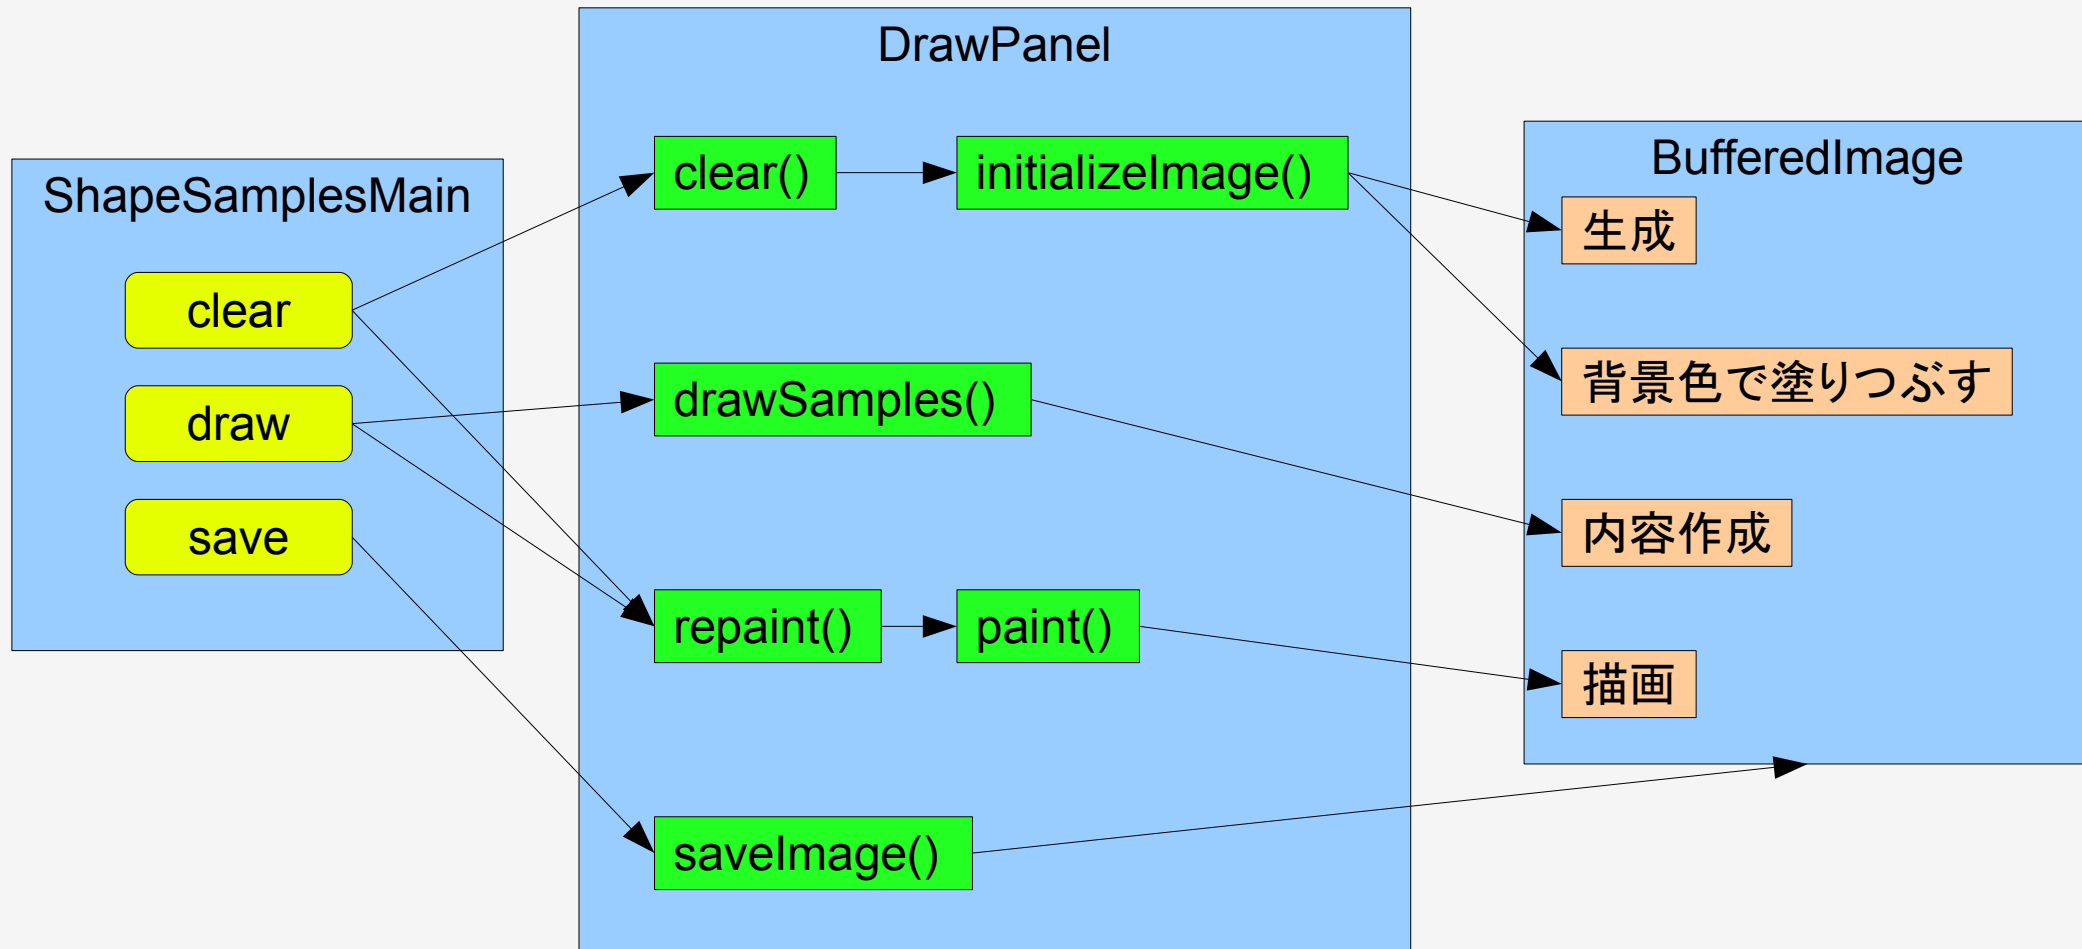 ShapeSamplesMain
clear
draw
save
DrawPanel
clear()
initializeImage()
drawSamples()
repaint()
paint()
saveImage()
BufferedImage
生成
背景色で塗りつぶす
内容作成
描画